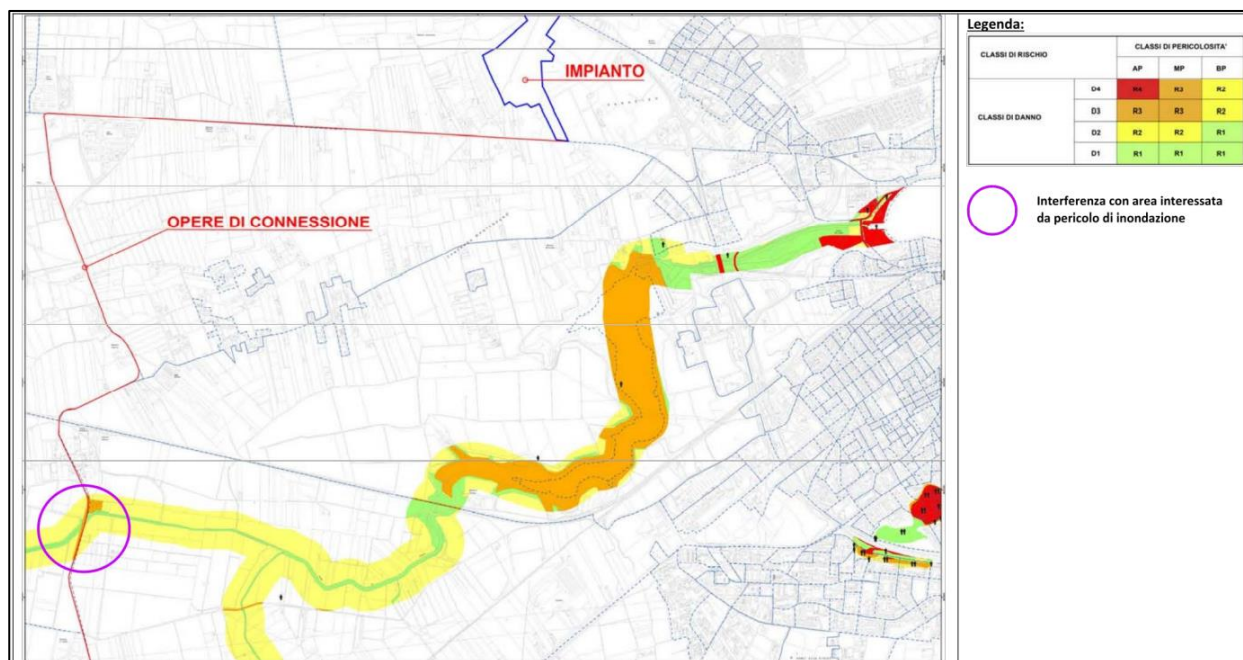 IMPIANTO
OPERE DI CONNESSIONE
Legenda:
CLASSI DI RISCHIO
CLASSI DI PERICOLOSITA'
AP MP BP
CLASSI DI DANNO
D4 R4 R3 R2
D3 R3 R3 R2
D2 R2 R2 R1
D1 R1 R1 R1
Interferenza con area interessata
da pericolo di inondazione